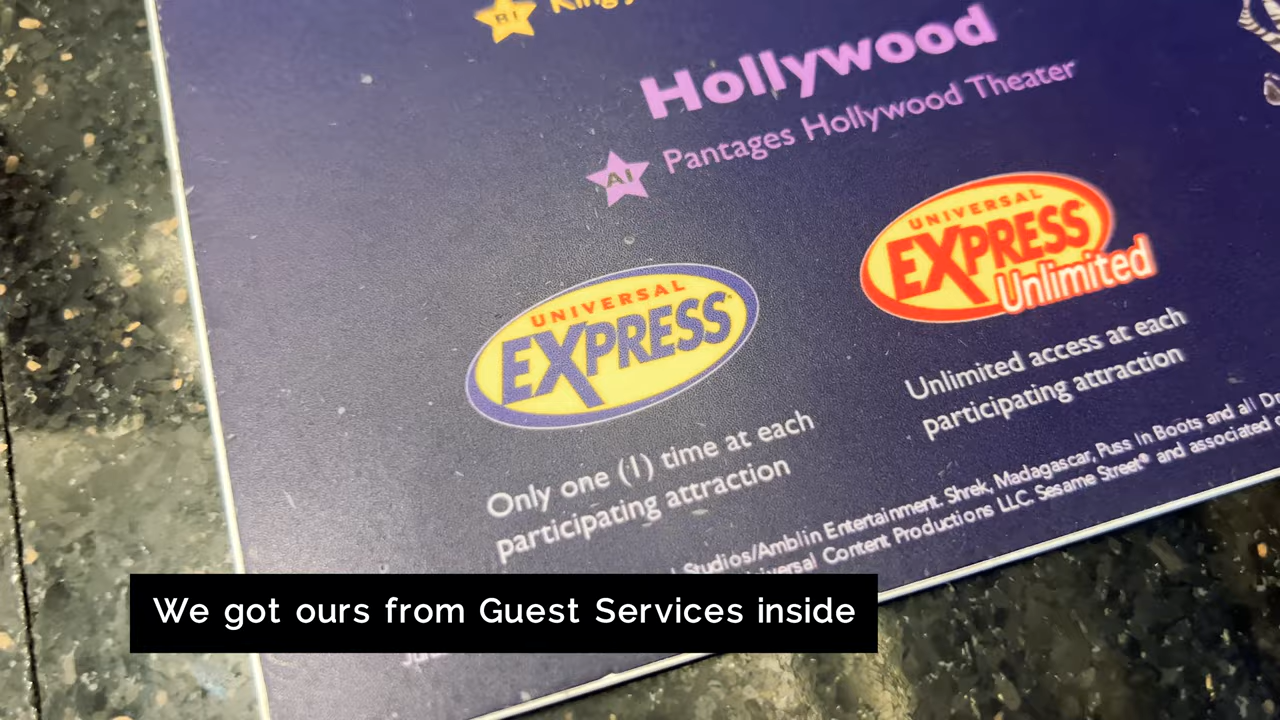 B1
Hollywood
A1 Pantages Hollywood Theater
UNIVERSAL
EXPRESS
Only one (1) time at each
participating attraction
UNIVERSAL
EXPRESS
Unlimited
Unlimited access at each
participating attraction
Studios/Amblin Entertainment. Shrek, Madagascar, Puss In Boots and all
Universal Content Productions LLC. Sesame Street® and associated
We got ours from Guest Services inside